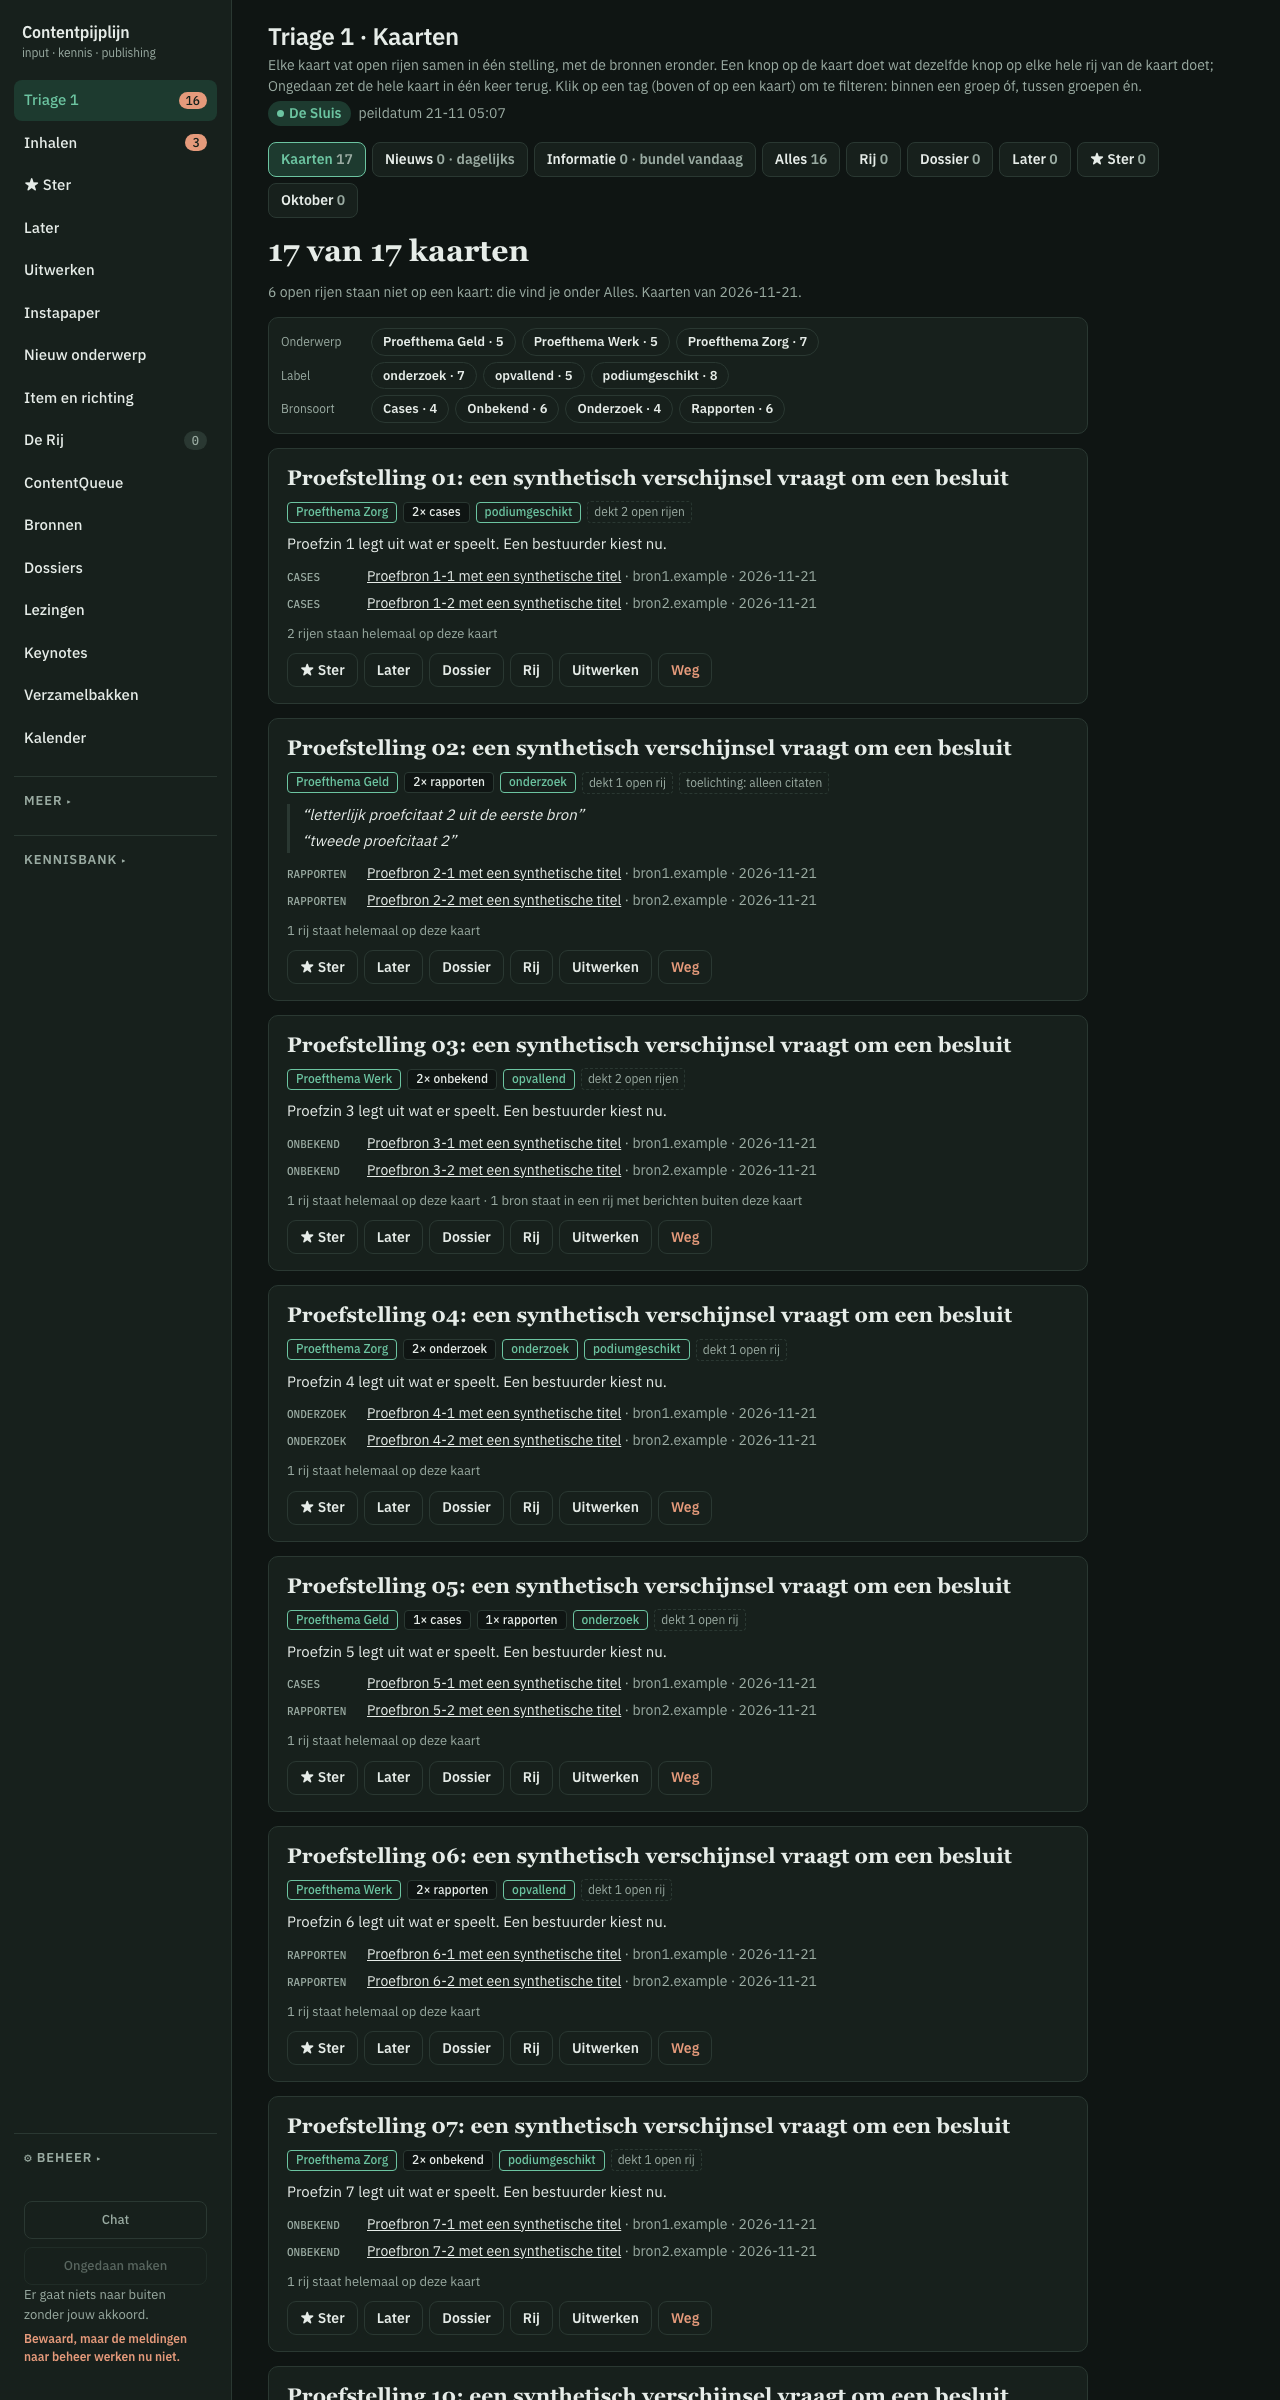 Contentpijplijn
input · kennis · publishing
Triage 1 16
Inhalen 3
★ Ster
Later
Uitwerken
Instapaper
Nieuw onderwerp
Item en richting
De Rij 0
ContentQueue
Bronnen
Dossiers
Lezingen
Keynotes
Verzamelbakken
Kalender
MEER ▸
KENNISBANK ▸
⚙ BEHEER ▸
Chat
Ongedaan maken
Er gaat niets naar buiten
zonder jouw akkoord.
Bewaard, maar de meldingen
naar beheer werken nu niet.
Triage 1 · Kaarten
Elke kaart vat open rijen samen in één stelling, met de bronnen eronder. Een knop op de kaart doet wat dezelfde knop op elke hele rij van de kaart doet;
Ongedaan zet de hele kaart in één keer terug. Klik op een tag (boven of op een kaart) om te filteren: binnen een groep óf, tussen groepen én.
● De Sluis peildatum 21-11 05:07
Kaarten 17 Nieuws 0 · dagelijks Informatie 0 · bundel vandaag Alles 16 Rij 0 Dossier 0 Later 0 ★ Ster 0
Oktober 0
17 van 17 kaarten
6 open rijen staan niet op een kaart: die vind je onder Alles. Kaarten van 2026-11-21.
Onderwerp Proefthema Geld · 5 Proefthema Werk · 5 Proefthema Zorg · 7
Label onderzoek · 7 opvallend · 5 podiumgeschikt · 8
Bronsoort Cases · 4 Onbekend · 6 Onderzoek · 4 Rapporten · 6
Proefstelling 01: een synthetisch verschijnsel vraagt om een besluit
Proefthema Zorg 2× cases podiumgeschikt dekt 2 open rijen
Proefzin 1 legt uit wat er speelt. Een bestuurder kiest nu.
CASES Proefbron 1-1 met een synthetische titel · bron1.example · 2026-11-21
CASES Proefbron 1-2 met een synthetische titel · bron2.example · 2026-11-21
2 rijen staan helemaal op deze kaart
★ Ster Later Dossier Rij Uitwerken Weg
Proefstelling 02: een synthetisch verschijnsel vraagt om een besluit
Proefthema Geld 2× rapporten onderzoek dekt 1 open rij toelichting: alleen citaten
“letterlijk proefcitaat 2 uit de eerste bron”
“tweede proefcitaat 2”
RAPPORTEN Proefbron 2-1 met een synthetische titel · bron1.example · 2026-11-21
RAPPORTEN Proefbron 2-2 met een synthetische titel · bron2.example · 2026-11-21
1 rij staat helemaal op deze kaart
★ Ster Later Dossier Rij Uitwerken Weg
Proefstelling 03: een synthetisch verschijnsel vraagt om een besluit
Proefthema Werk 2× onbekend opvallend dekt 2 open rijen
Proefzin 3 legt uit wat er speelt. Een bestuurder kiest nu.
ONBEKEND Proefbron 3-1 met een synthetische titel · bron1.example · 2026-11-21
ONBEKEND Proefbron 3-2 met een synthetische titel · bron2.example · 2026-11-21
1 rij staat helemaal op deze kaart · 1 bron staat in een rij met berichten buiten deze kaart
★ Ster Later Dossier Rij Uitwerken Weg
Proefstelling 04: een synthetisch verschijnsel vraagt om een besluit
Proefthema Zorg 2× onderzoek onderzoek podiumgeschikt dekt 1 open rij
Proefzin 4 legt uit wat er speelt. Een bestuurder kiest nu.
ONDERZOEK Proefbron 4-1 met een synthetische titel · bron1.example · 2026-11-21
ONDERZOEK Proefbron 4-2 met een synthetische titel · bron2.example · 2026-11-21
1 rij staat helemaal op deze kaart
★ Ster Later Dossier Rij Uitwerken Weg
Proefstelling 05: een synthetisch verschijnsel vraagt om een besluit
Proefthema Geld 1× cases 1× rapporten onderzoek dekt 1 open rij
Proefzin 5 legt uit wat er speelt. Een bestuurder kiest nu.
CASES Proefbron 5-1 met een synthetische titel · bron1.example · 2026-11-21
RAPPORTEN Proefbron 5-2 met een synthetische titel · bron2.example · 2026-11-21
1 rij staat helemaal op deze kaart
★ Ster Later Dossier Rij Uitwerken Weg
Proefstelling 06: een synthetisch verschijnsel vraagt om een besluit
Proefthema Werk 2× rapporten opvallend dekt 1 open rij
Proefzin 6 legt uit wat er speelt. Een bestuurder kiest nu.
RAPPORTEN Proefbron 6-1 met een synthetische titel · bron1.example · 2026-11-21
RAPPORTEN Proefbron 6-2 met een synthetische titel · bron2.example · 2026-11-21
1 rij staat helemaal op deze kaart
★ Ster Later Dossier Rij Uitwerken Weg
Proefstelling 07: een synthetisch verschijnsel vraagt om een besluit
Proefthema Zorg 2× onbekend podiumgeschikt dekt 1 open rij
Proefzin 7 legt uit wat er speelt. Een bestuurder kiest nu.
ONBEKEND Proefbron 7-1 met een synthetische titel · bron1.example · 2026-11-21
ONBEKEND Proefbron 7-2 met een synthetische titel · bron2.example · 2026-11-21
1 rij staat helemaal op deze kaart
★ Ster Later Dossier Rij Uitwerken Weg
Proefstelling 10: een synthetisch verschijnsel vraagt om een besluit